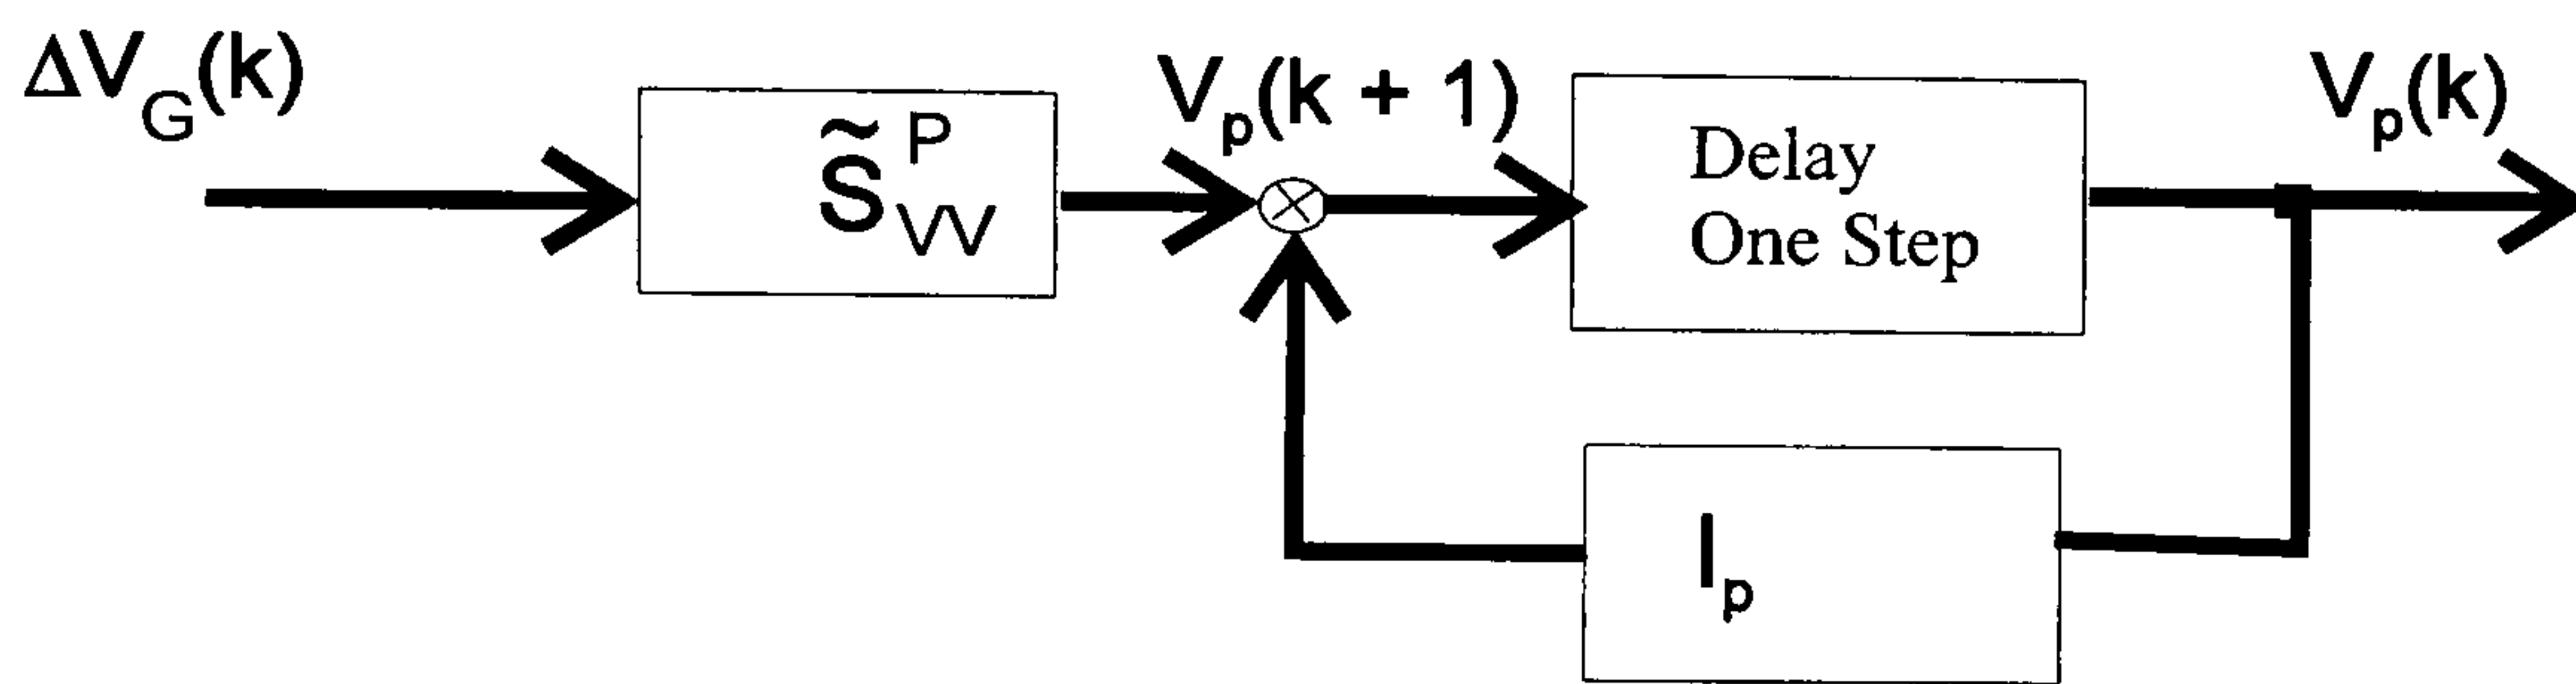 ΔV_G(k)
S̃^P_VV
V_p(k + 1)
Delay
One Step
V_p(k)
I_p